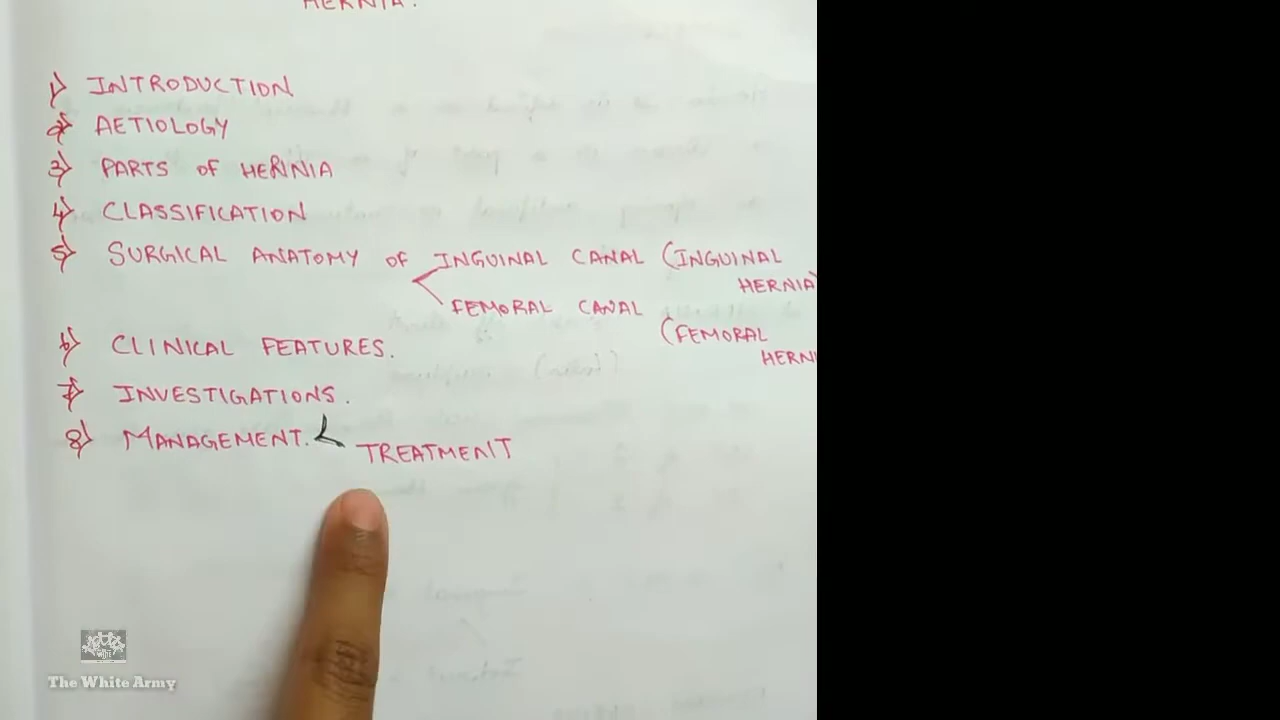 HERNIA.
1) INTRODUCTION
2) AETIOLOGY
3) PARTS OF HERNIA
4) CLASSIFICATION
5) SURGICAL ANATOMY OF INGUINAL CANAL (INGUINAL
HERNIA)
FEMORAL CANAL
(FEMORAL
HERNI
6) CLINICAL FEATURES.
7) INVESTIGATIONS.
8) MANAGEMENT.
TREATMENT
The White Army